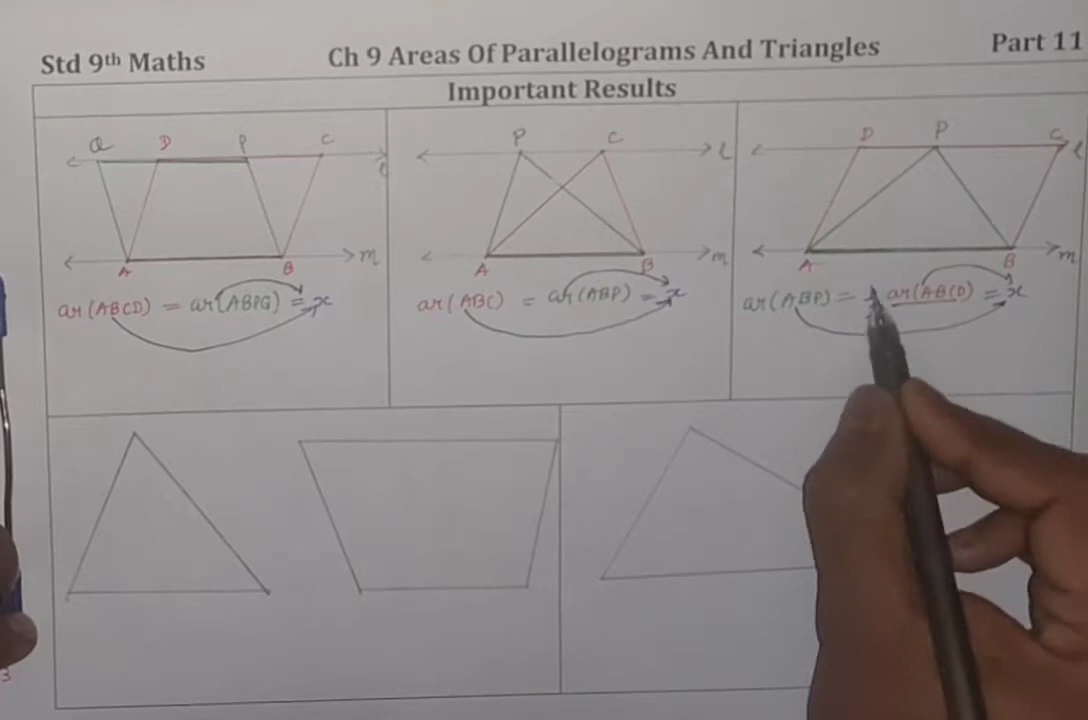 Std 9th Maths
Ch 9 Areas Of Parallelograms And Triangles
Part 11
Important Results
Q D P C
l
A B m
ar(ABCD) = ar(ABPQ) = x
P C
l
A B m
ar(ABC) = ar(ABP) = x
D P C
l
A B m
ar(ABP) = ar(ABCD) = x
3